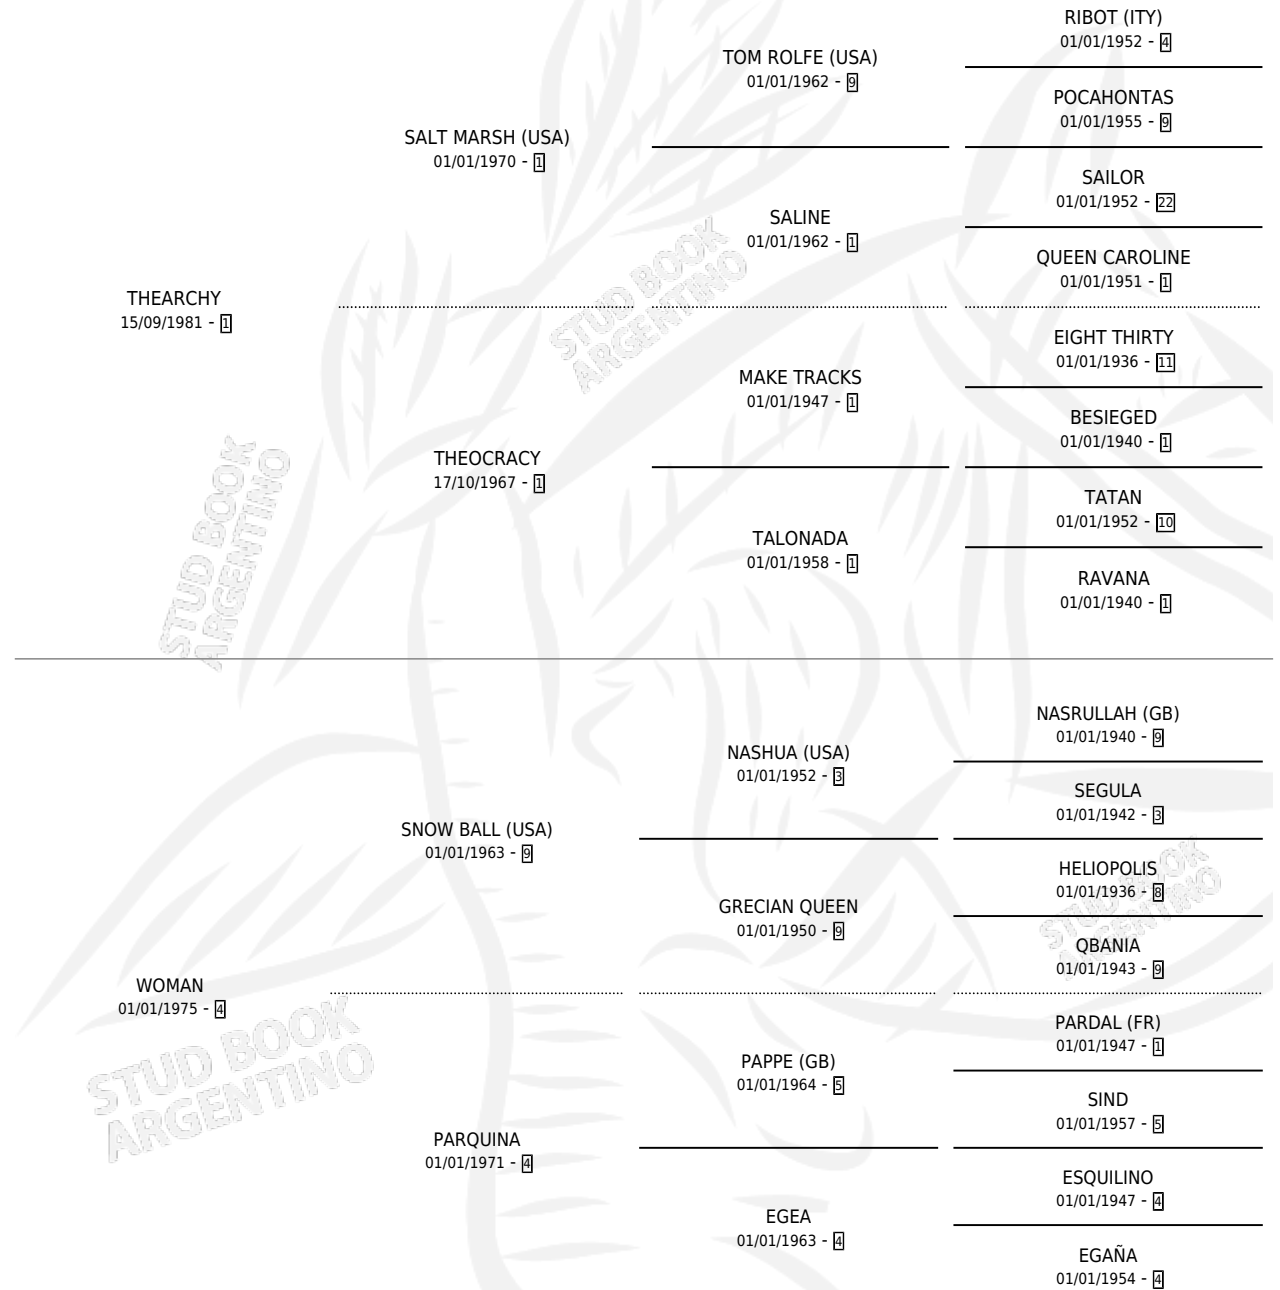 RIBOT (ITY)
01/01/1952 - 4
TOM ROLFE (USA)
01/01/1962 - 9
POCAHONTAS
01/01/1955 - 9
SALT MARSH (USA)
01/01/1970 - 1
SAILOR
01/01/1952 - 22
SALINE
01/01/1962 - 1
QUEEN CAROLINE
01/01/1951 - 1
THEARCHY
15/09/1981 - 1
EIGHT THIRTY
01/01/1936 - 11
MAKE TRACKS
01/01/1947 - 1
BESIEGED
01/01/1940 - 1
THEOCRACY
17/10/1967 - 1
TATAN
01/01/1952 - 10
TALONADA
01/01/1958 - 1
RAVANA
01/01/1940 - 1
STUD BOOK
ARGENTINO
STUD BOOK
ARGENTINO
NASRULLAH (GB)
01/01/1940 - 9
NASHUA (USA)
01/01/1952 - 3
SEGULA
01/01/1942 - 3
SNOW BALL (USA)
01/01/1963 - 9
HELIOPOLIS
01/01/1936 - 8
GRECIAN QUEEN
01/01/1950 - 9
QBANIA
01/01/1943 - 9
WOMAN
01/01/1975 - 4
PARDAL (FR)
01/01/1947 - 1
PAPPE (GB)
01/01/1964 - 5
SIND
01/01/1957 - 5
PARQUINA
01/01/1971 - 4
ESQUILINO
01/01/1947 - 4
EGEA
01/01/1963 - 4
EGAÑA
01/01/1954 - 4
STUD BOOK
ARGENTINO
STUD BOOK
ARGENTINO